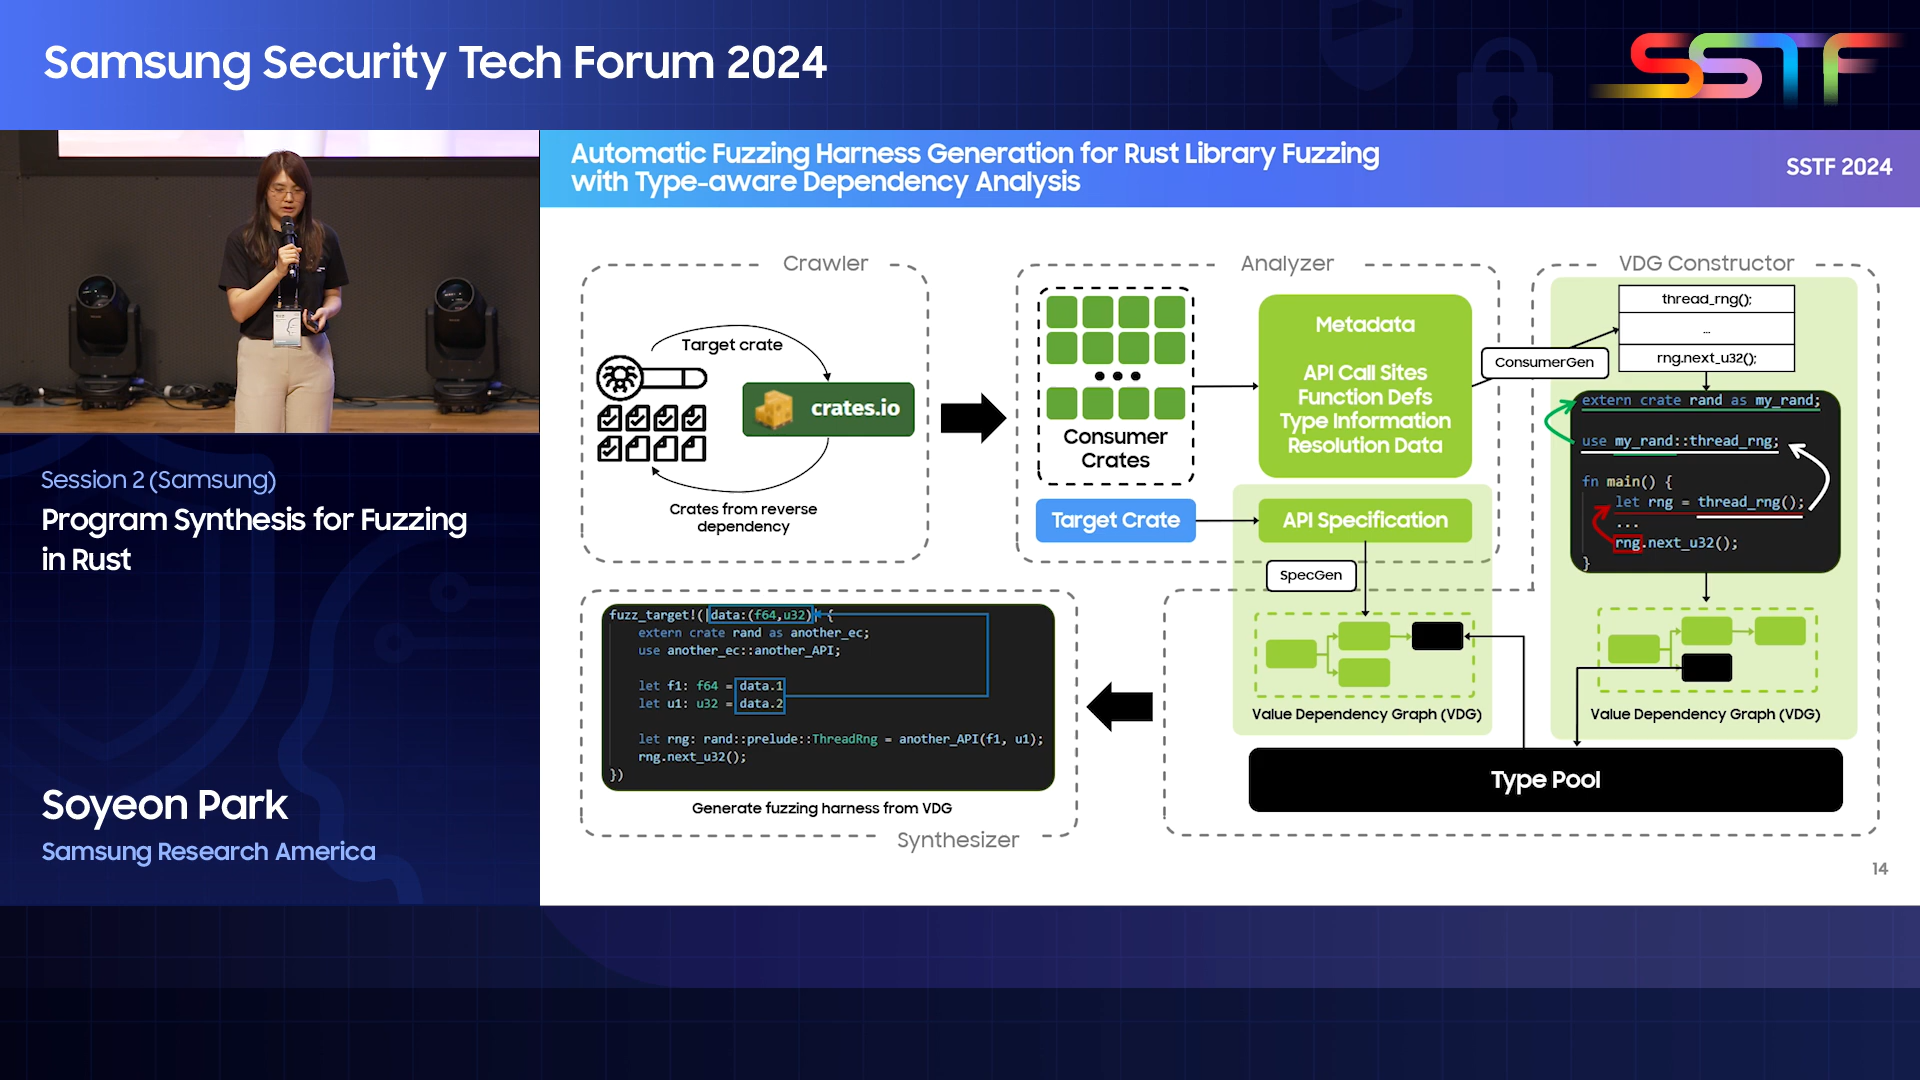 Samsung Security Tech Forum 2024
SSTF
Automatic Fuzzing Harness Generation for Rust Library Fuzzing
with Type-aware Dependency Analysis
SSTF 2024
Session 2 (Samsung)
Program Synthesis for Fuzzing
in Rust
Soyeon Park
Samsung Research America
Crawler
Target crate
crates.io
Crates from reverse
dependency
Analyzer
Consumer
Crates
Metadata
API Call Sites
Function Defs
Type Information
Resolution Data
Target Crate
API Specification
SpecGen
ConsumerGen
VDG Constructor
thread_rng();
...
rng.next_u32();
extern crate rand as my_rand;
use my_rand::thread_rng;
fn main() {
let rng = thread_rng();
...
rng.next_u32();
}
Value Dependency Graph (VDG)
Value Dependency Graph (VDG)
Type Pool
fuzz_target!(|data:(f64,u32)| {
extern crate rand as another_ec;
use another_ec::another_API;
let f1: f64 = data.1
let u1: u32 = data.2
let rng: rand::prelude::ThreadRng = another_API(f1, u1);
rng.next_u32();
})
Generate fuzzing harness from VDG
Synthesizer
14